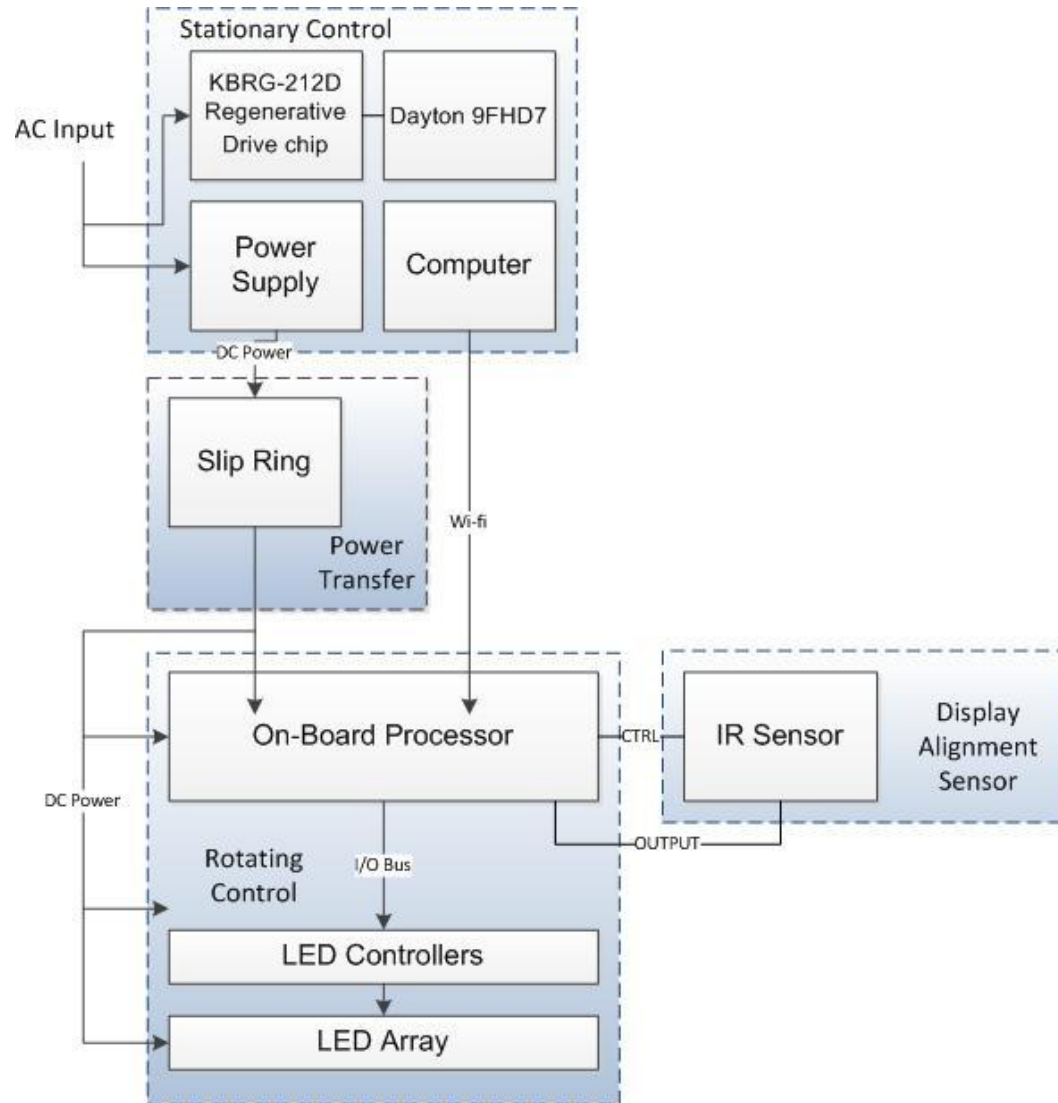 Stationary Control
KBRG-212D
Regenerative
Drive chip
Dayton 9FHD7
AC Input
Power
Supply
Computer
DC Power
Slip Ring
Wi-fi
Power
Transfer
On-Board Processor
CTRL
IR Sensor
Display
Alignment
Sensor
DC Power
OUTPUT
I/O Bus
Rotating
Control
LED Controllers
LED Array